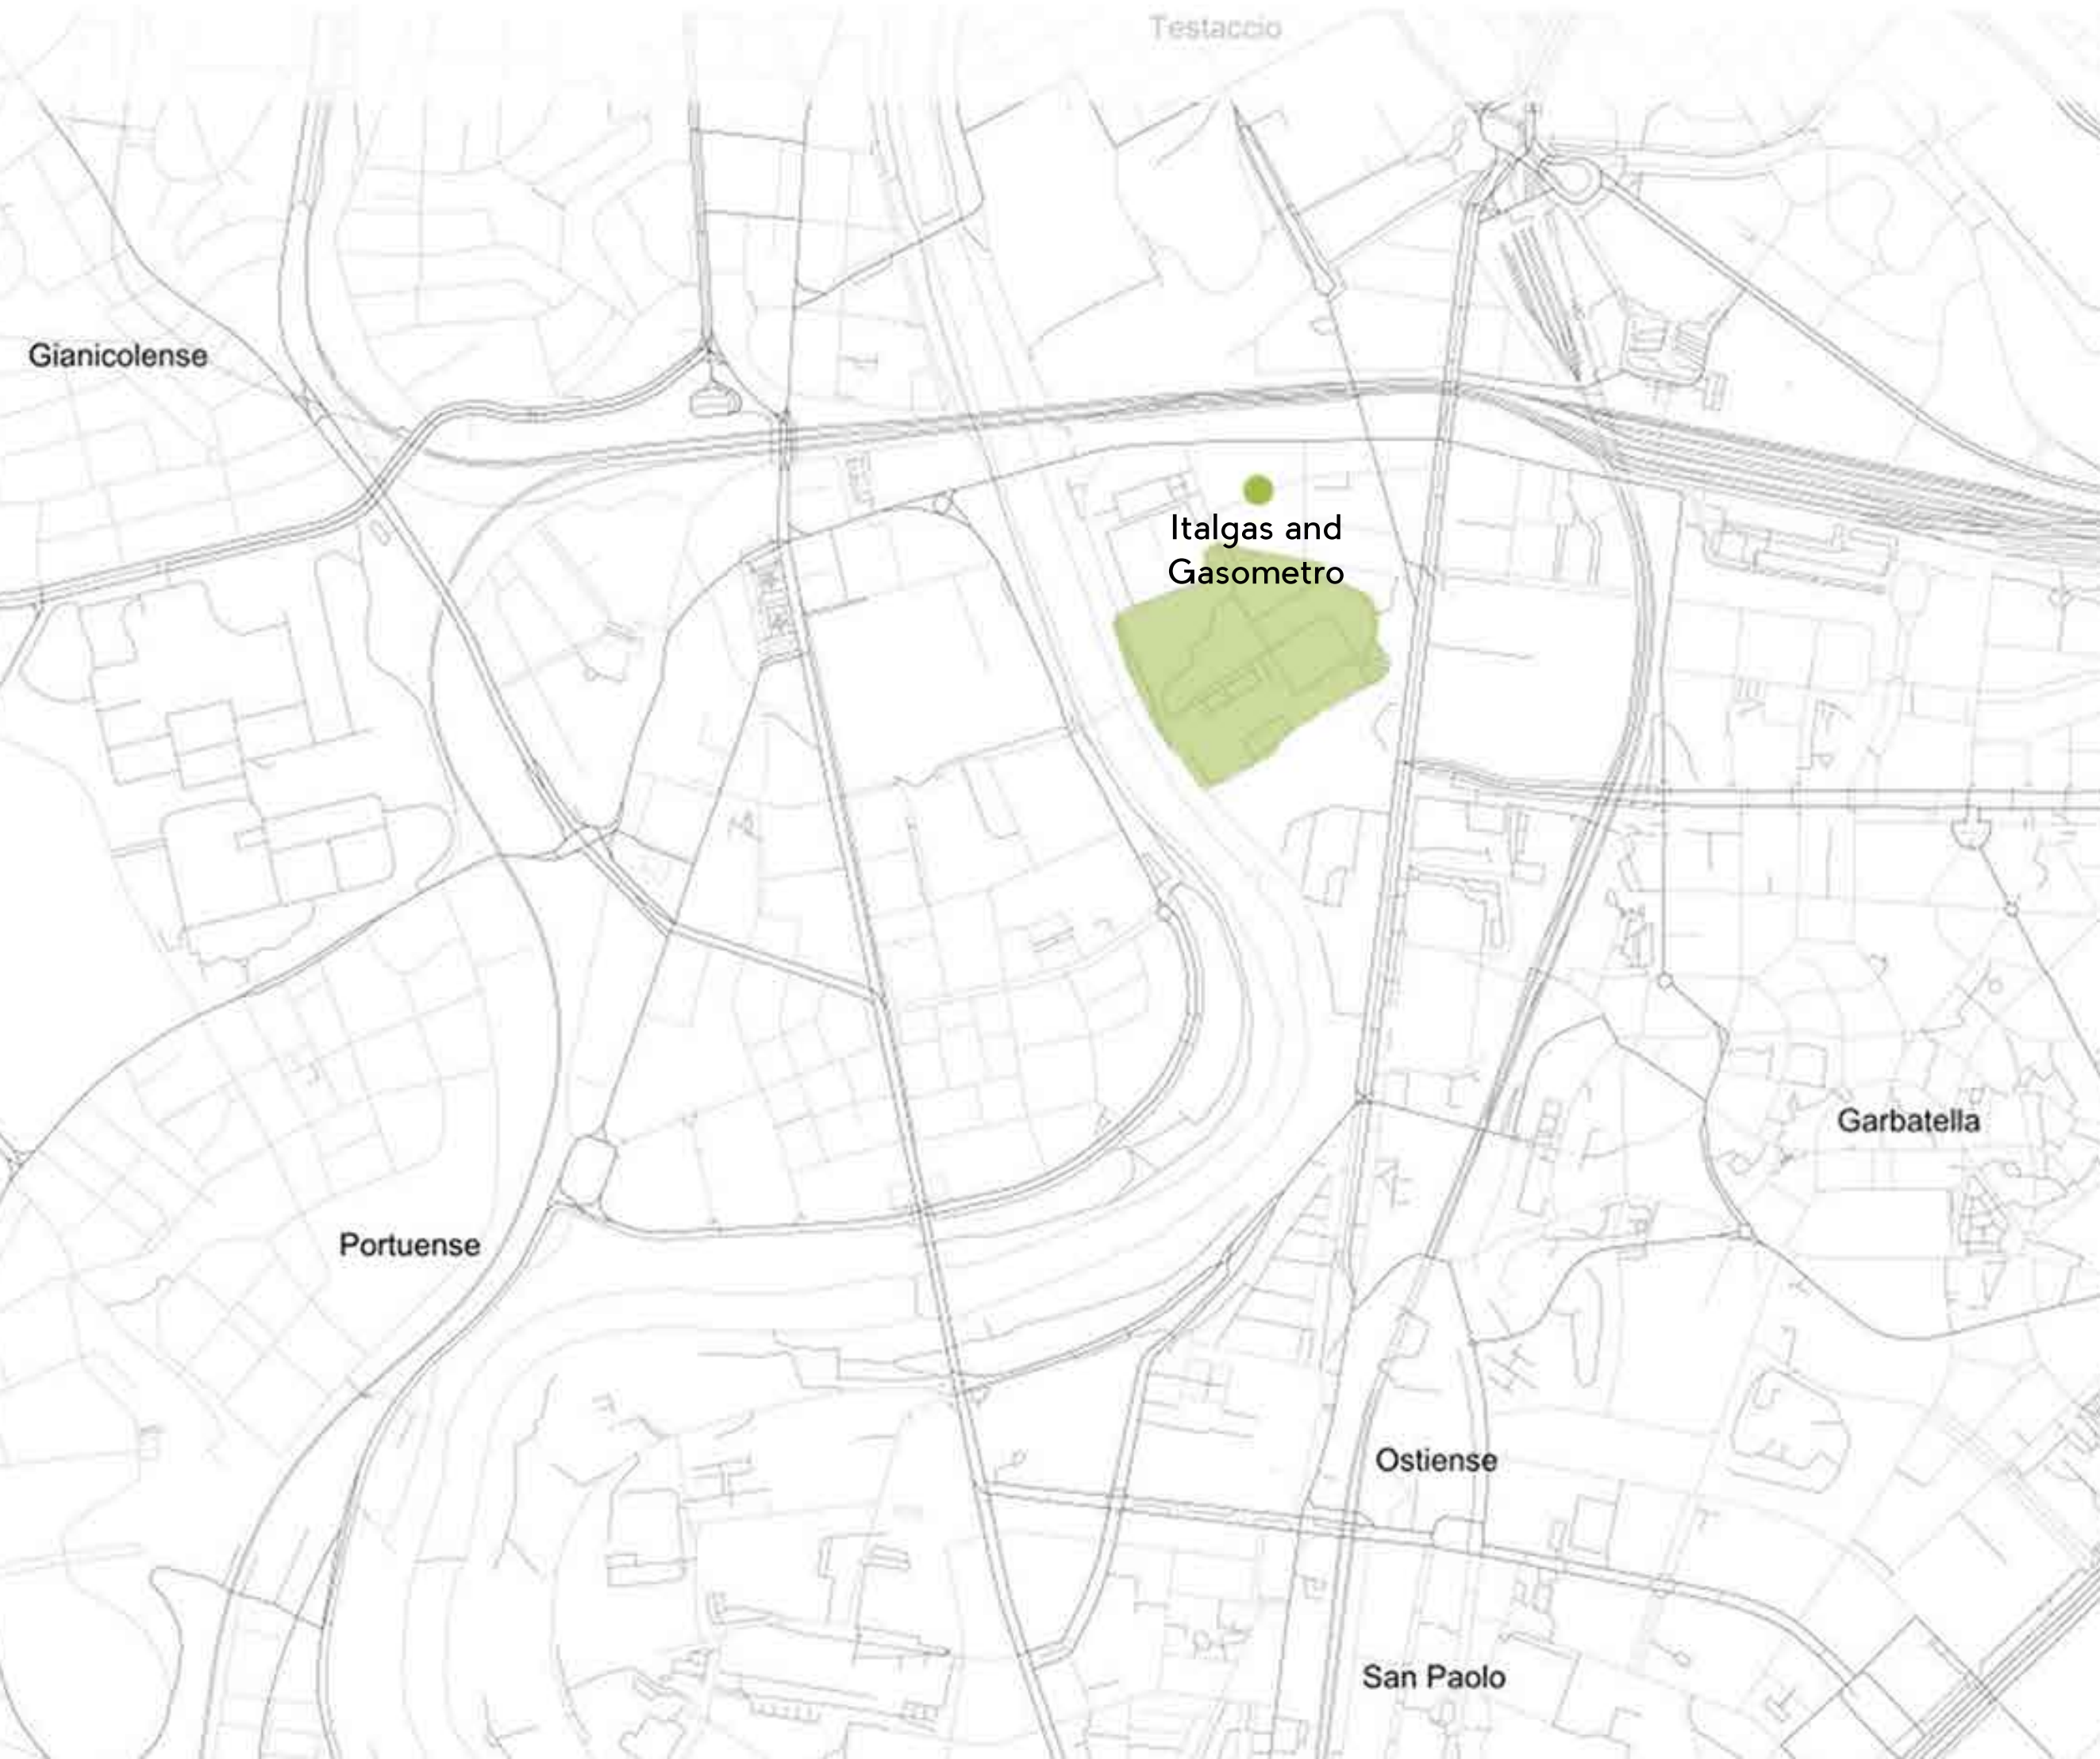 Testaccio
Gianicolense
Italgas and
Gasometro
Garbatella
Portuense
Ostiense
San Paolo